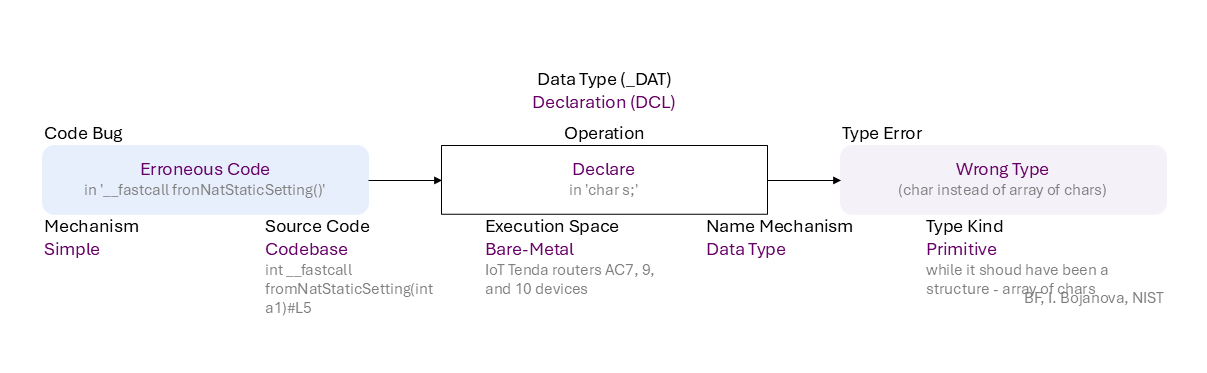 Data Type (_DAT)
Declaration (DCL)
Code Bug
Operation
Type Error
Erroneous Code
in '__fastcall fronNatStaticSetting()'
Declare
in 'char s;'
Wrong Type
(char instead of array of chars)
Mechanism
Simple
Source Code
Codebase
int __fastcall
fromNatStaticSetting(int
a1)#L5
Execution Space
Bare-Metal
IoT Tenda routers AC7, 9,
and 10 devices
Name Mechanism
Data Type
Type Kind
Primitive
while it shoud have been a
structure - array of chars
BF, I. Bojanova, NIST